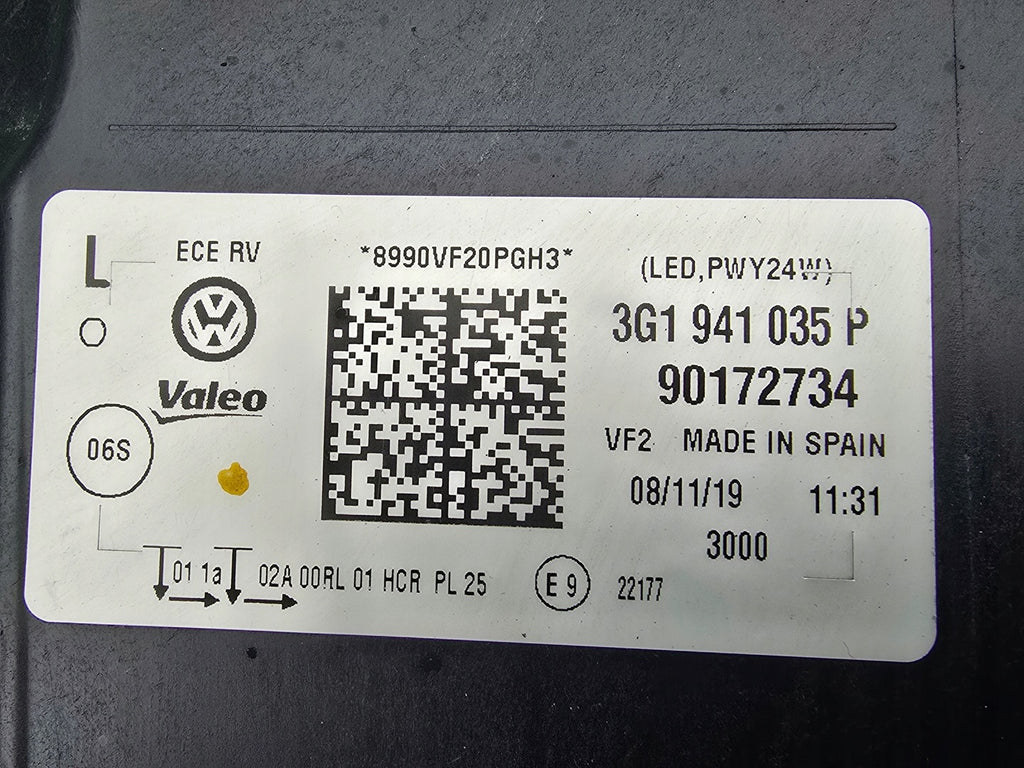 L
ECE RV
*8990VF20PGH3*
(LED,PWY24W)
3G1 941 035 P
Valeo
90172734
06S
VF2 MADE IN SPAIN
08/11/19 11:31
3000
01 1a 02A 00RL 01 HCR PL 25
E 9
22177